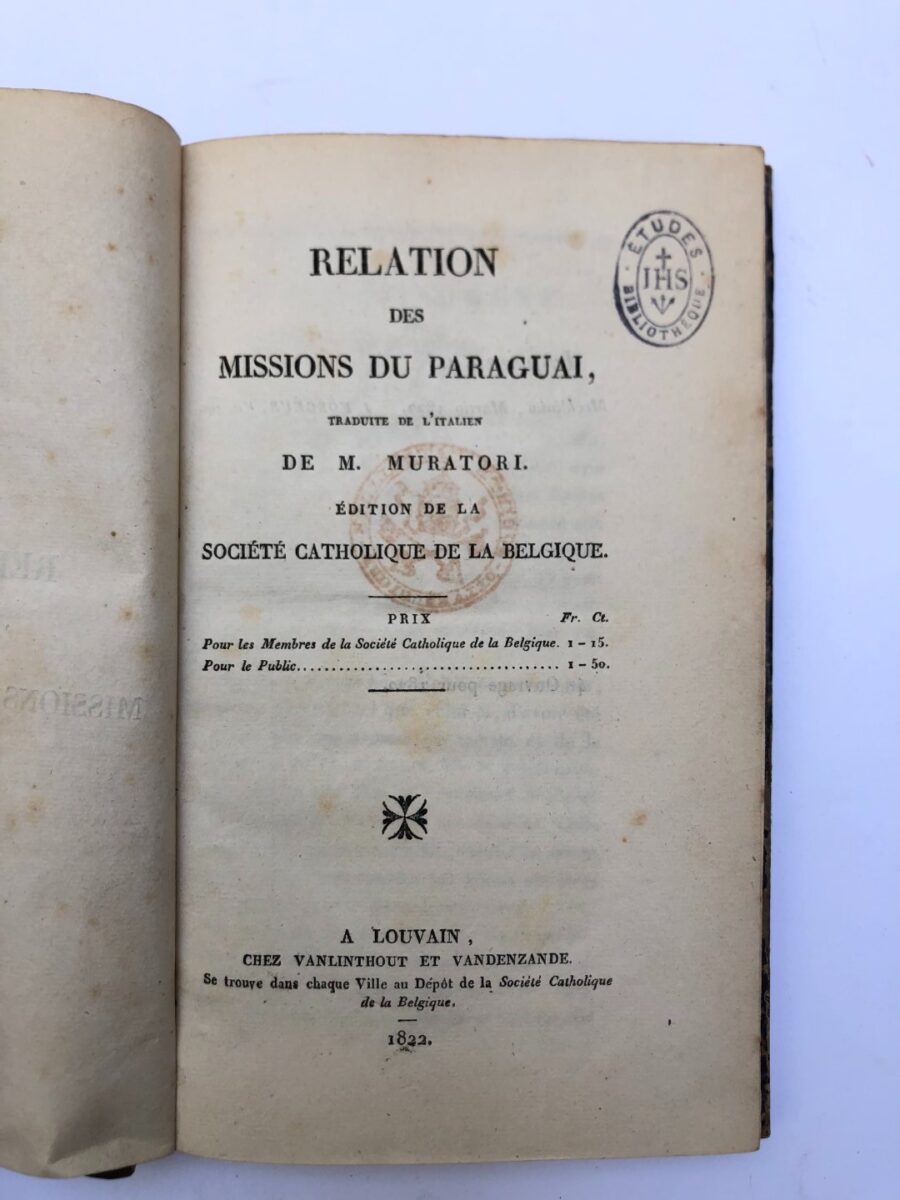 RELATION
DES
MISSIONS DU PARAGUAI,
TRADUITE DE L'ITALIEN
DE M. MURATORI.
ÉDITION DE LA
SOCIÉTÉ CATHOLIQUE DE LA BELGIQUE.
PRIX Fr. Ct.
Pour les Membres de la Société Catholique de la Belgique. 1 – 15.
Pour le Public.................................... 1 – 50.
A LOUVAIN,
CHEZ VANLINTHOUT ET VANDENZANDE.
Se trouve dans chaque Ville au Dépôt de la Société Catholique
de la Belgique.
1822.
ÉTUDES
JHS
BIBLIOTHÈQUE